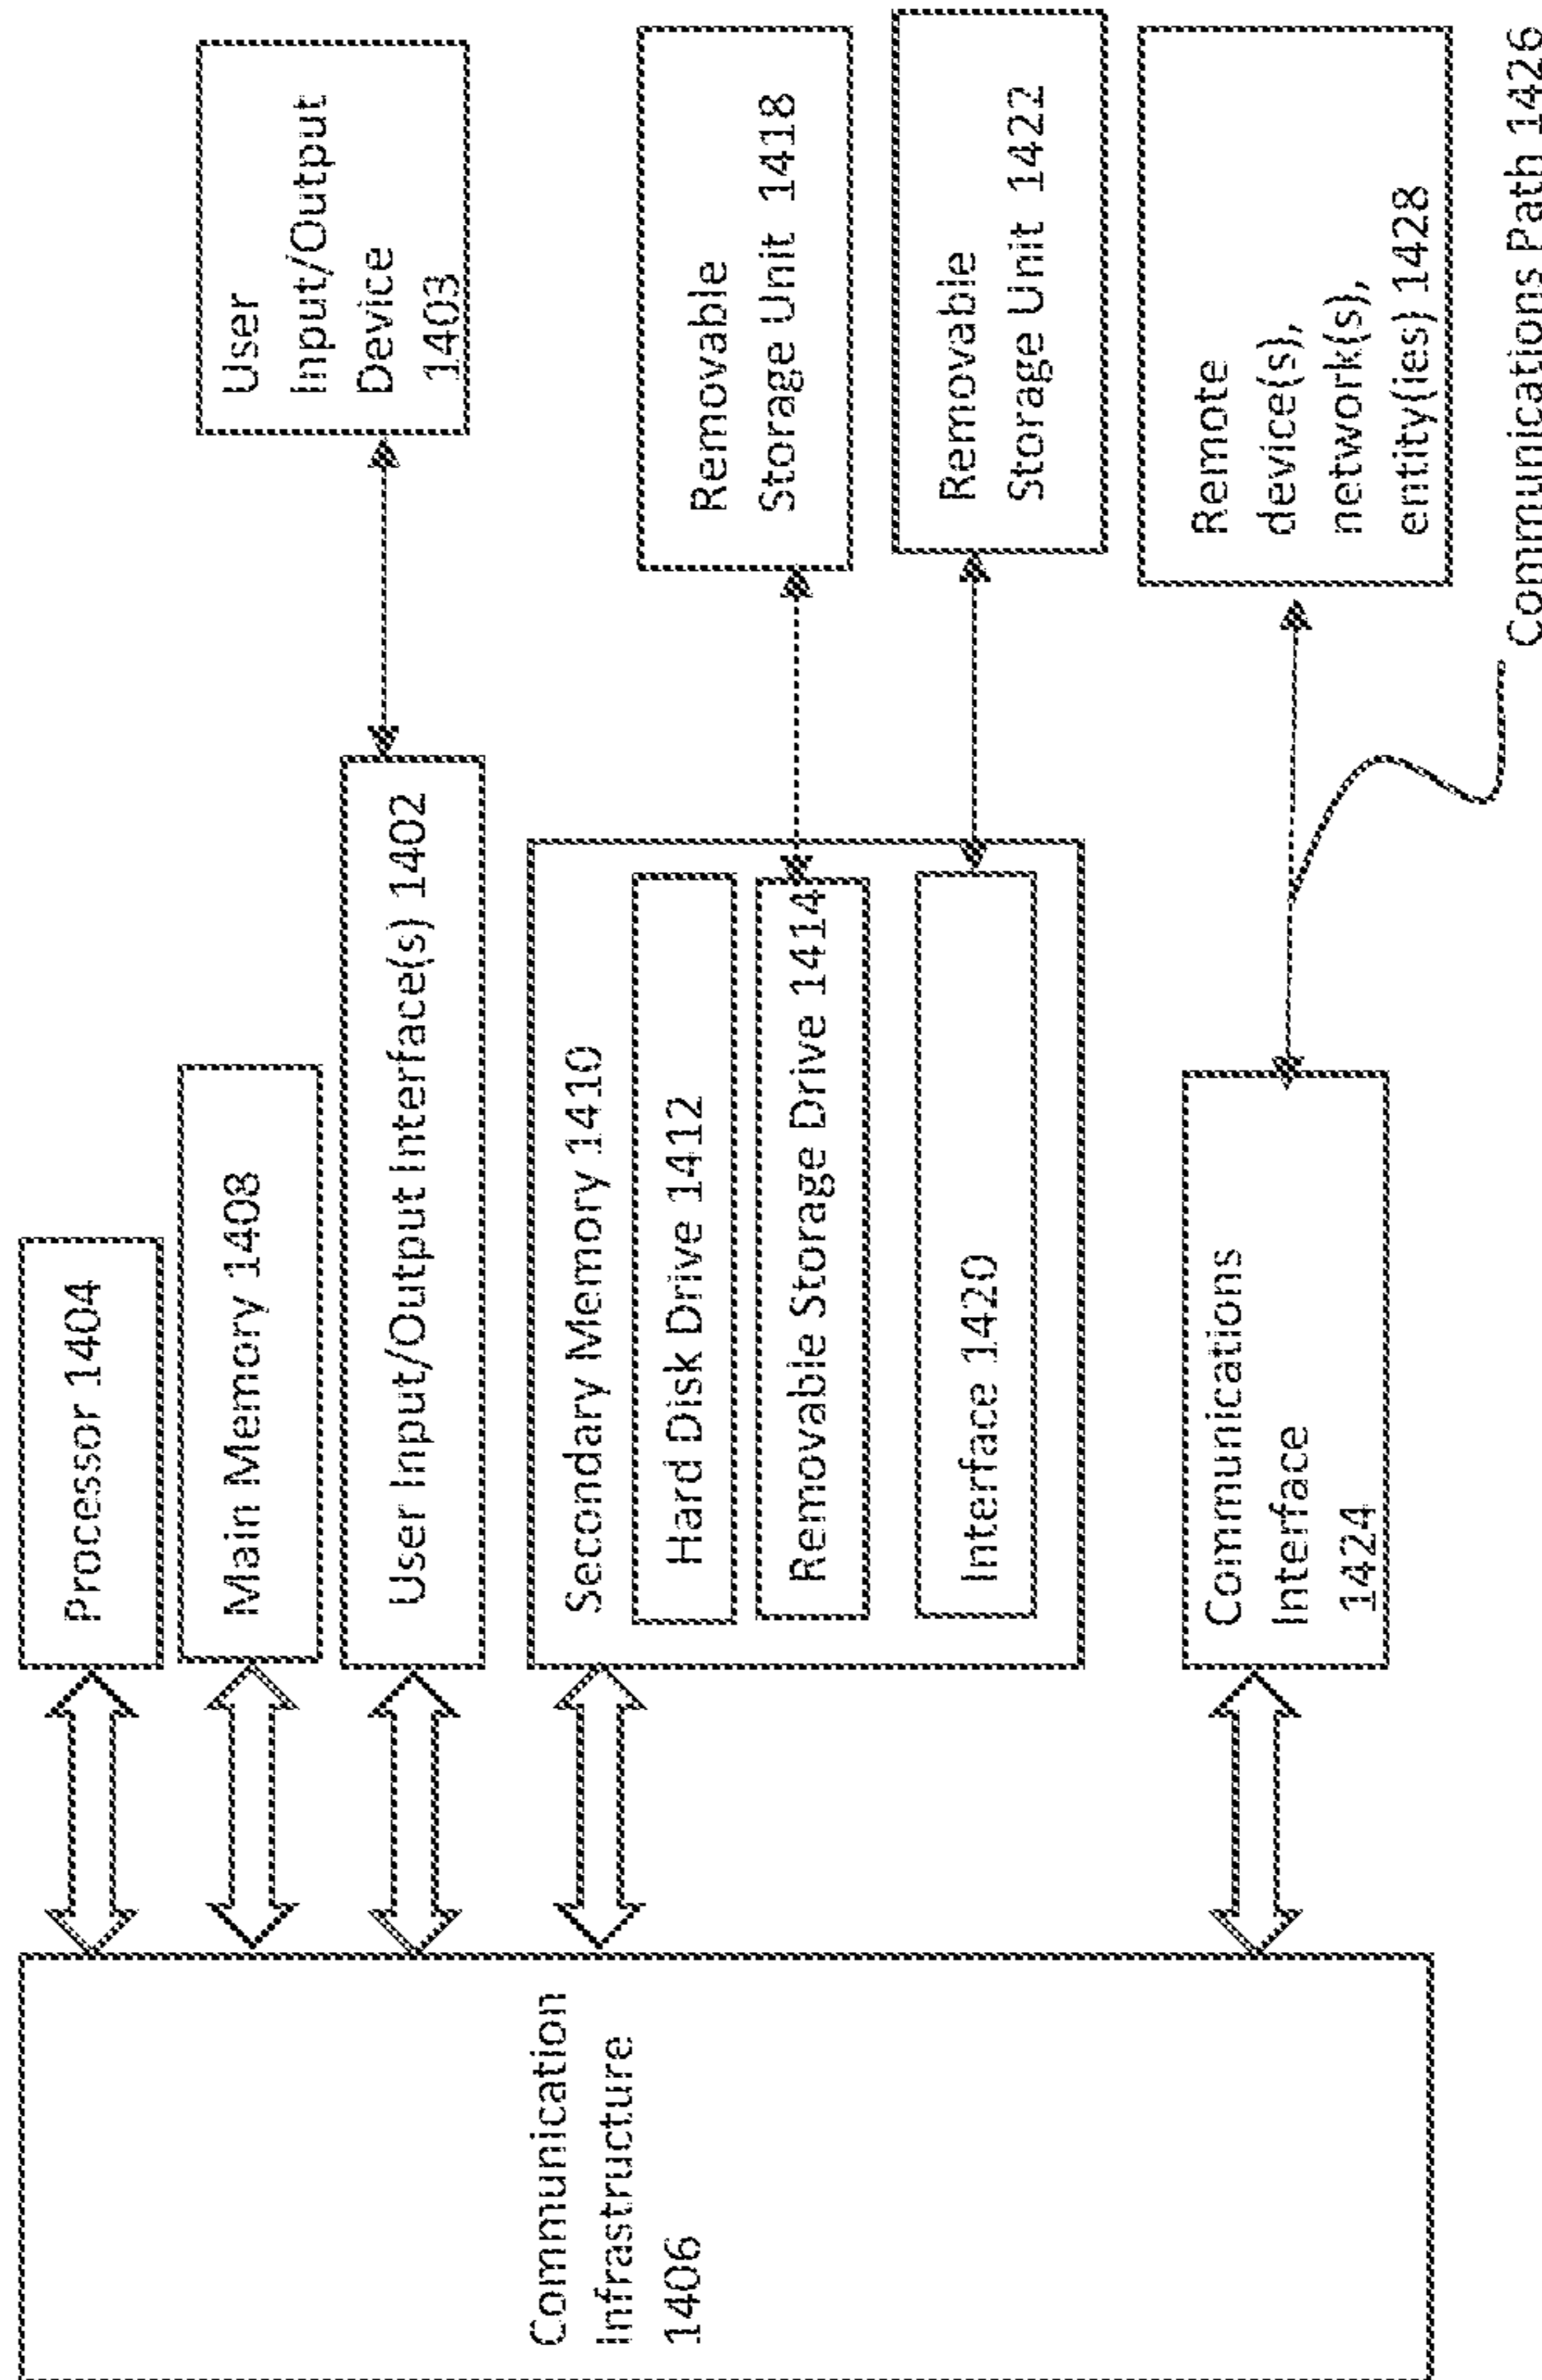 Processor 1404
Main Memory 1408
User Input/Output Interface(s) 1402
User
Input/Output
Device
1403
Communication
Infrastructure
1406
Secondary Memory 1410
Hard Disk Drive 1412
Removable Storage Drive 1414
Interface 1420
Removable
Storage Unit 1418
Removable
Storage Unit 1422
Communications
Interface
1424
Remote
device(s),
network(s),
entity(ies) 1428
Communications Path 1426